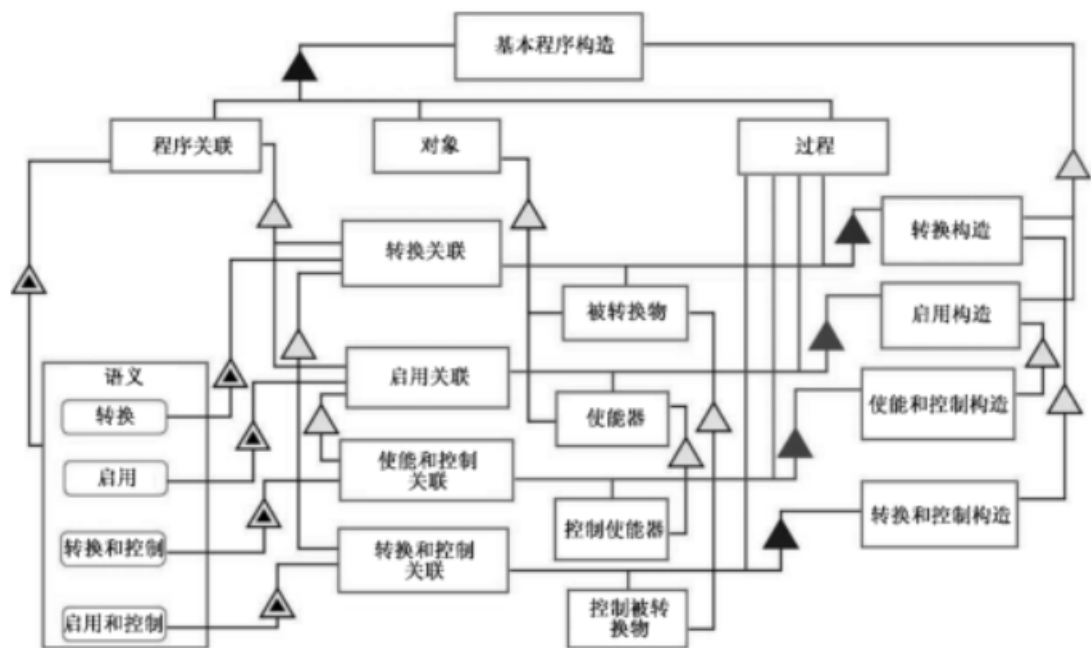 基本程序构造
程序关联
对象
过程
转换关联
转换构造
被转换物
启用构造
语义
启用关联
转换
使能器
使能和控制构造
启用
使能和控制
关联
控制使能器
转换和控制构造
转换和控制
转换和控制
关联
启用和控制
控制被转
换物